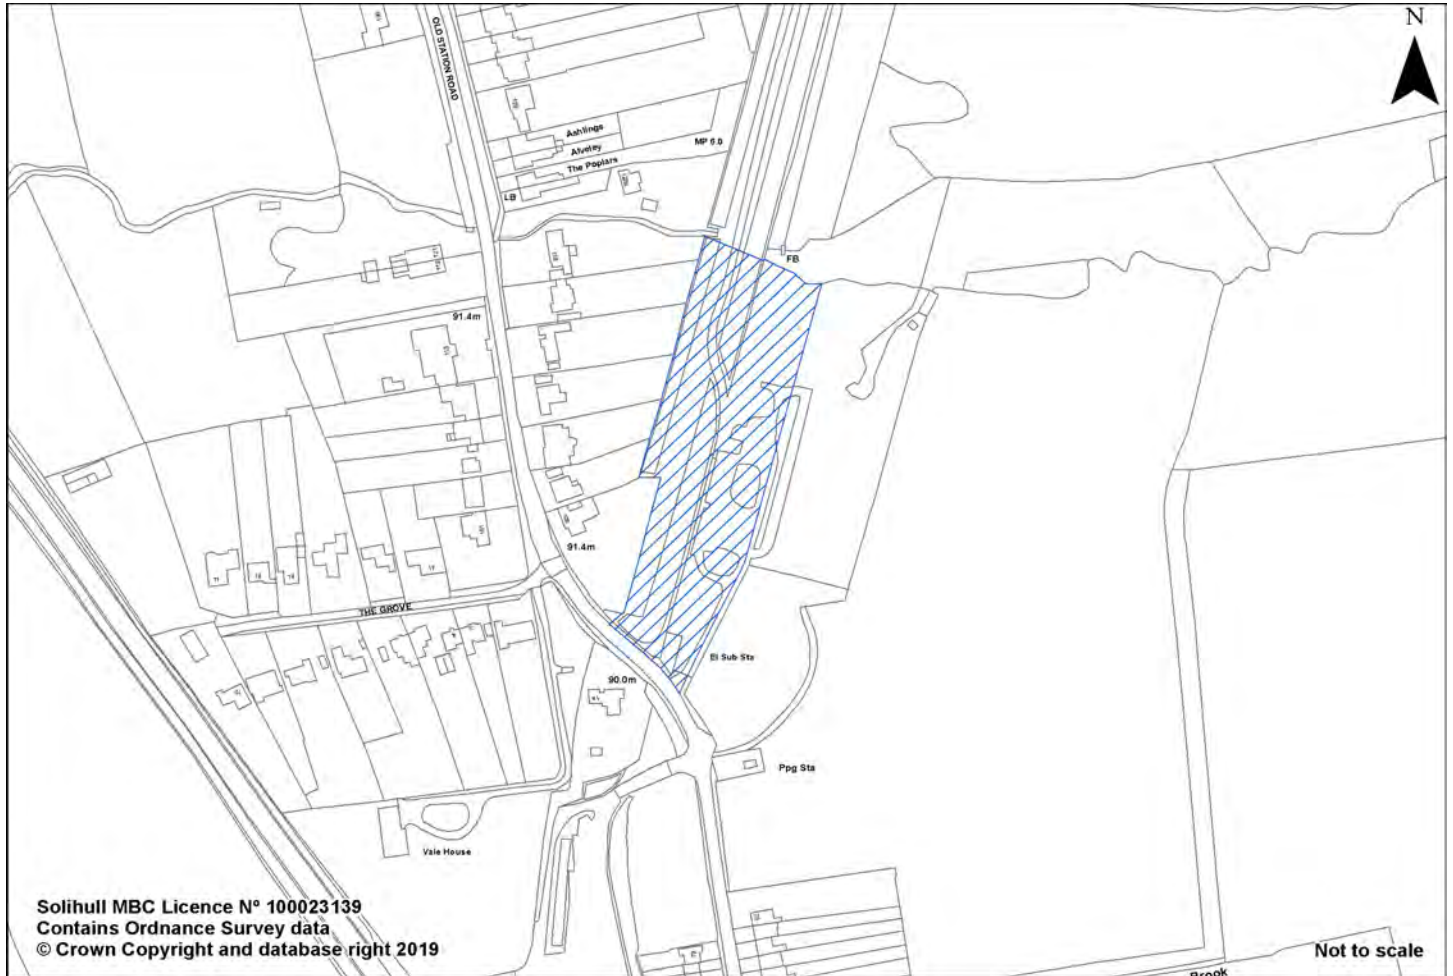 N
OLD STATION ROAD
Ashlings
Alveley
The Poplars
MP 6.0
LB
FB
91.4m
91.4m
THE GROVE
El Sub Sta
90.0m
Ppg Sta
Vale House
Solihull MBC Licence Nº 100023139
Contains Ordnance Survey data
© Crown Copyright and database right 2019
Not to scale
Brook